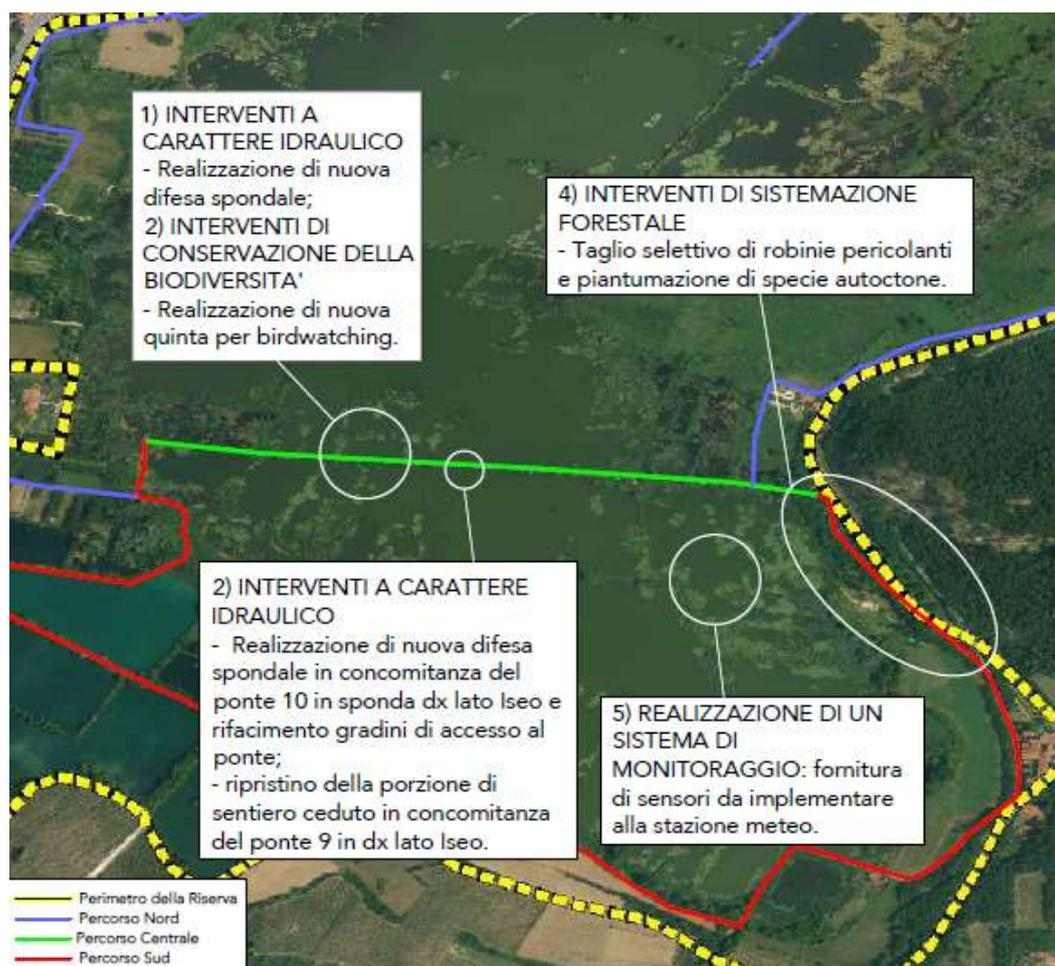 1) INTERVENTI A
CARATTERE IDRAULICO
- Realizzazione di nuova
difesa spondale;
2) INTERVENTI DI
CONSERVAZIONE DELLA
BIODIVERSITA'
- Realizzazione di nuova
quinta per birdwatching.
4) INTERVENTI DI SISTEMAZIONE
FORESTALE
- Taglio selettivo di robinie pericolanti
e piantumazione di specie autoctone.
2) INTERVENTI A CARATTERE
IDRAULICO
- Realizzazione di nuova difesa
spondale in concomitanza del
ponte 10 in sponda dx lato Iseo e
rifacimento gradini di accesso al
ponte;
- ripristino della porzione di
sentiero ceduto in concomitanza
del ponte 9 in dx lato Iseo.
5) REALIZZAZIONE DI UN
SISTEMA DI
MONITORAGGIO: fornitura
di sensori da implementare
alla stazione meteo.
Perimetro della Riserva
Percorso Nord
Percorso Centrale
Percorso Sud